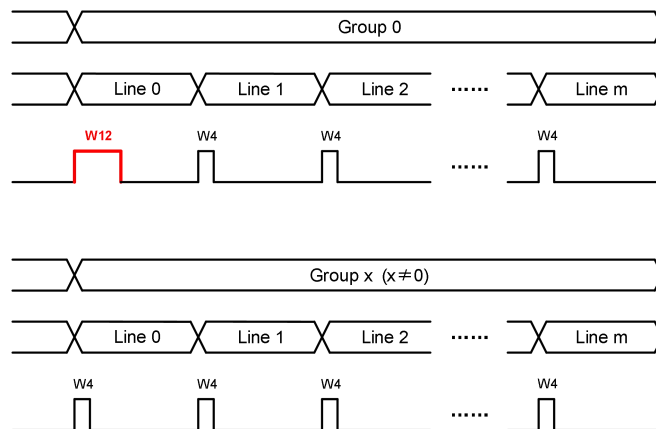 Group 0
Line 0 Line 1 Line 2 ...... Line m
W12 W4 W4 W4
......
Group x (x≠0)
Line 0 Line 1 Line 2 ...... Line m
W4 W4 W4 W4
......